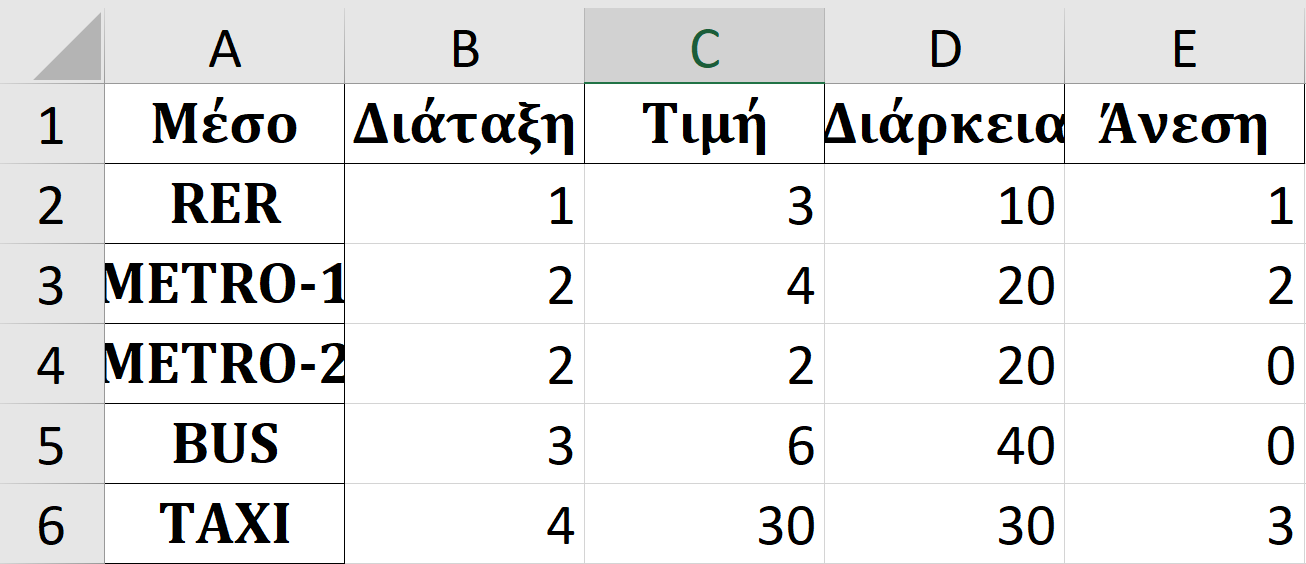 A B C D E
1 Μέσο Διάταξη Τιμή Διάρκεια Άνεση
2 RER 1 3 10 1
3 METRO-1 2 4 20 2
4 METRO-2 2 2 20 0
5 BUS 3 6 40 0
6 TAXI 4 30 30 3